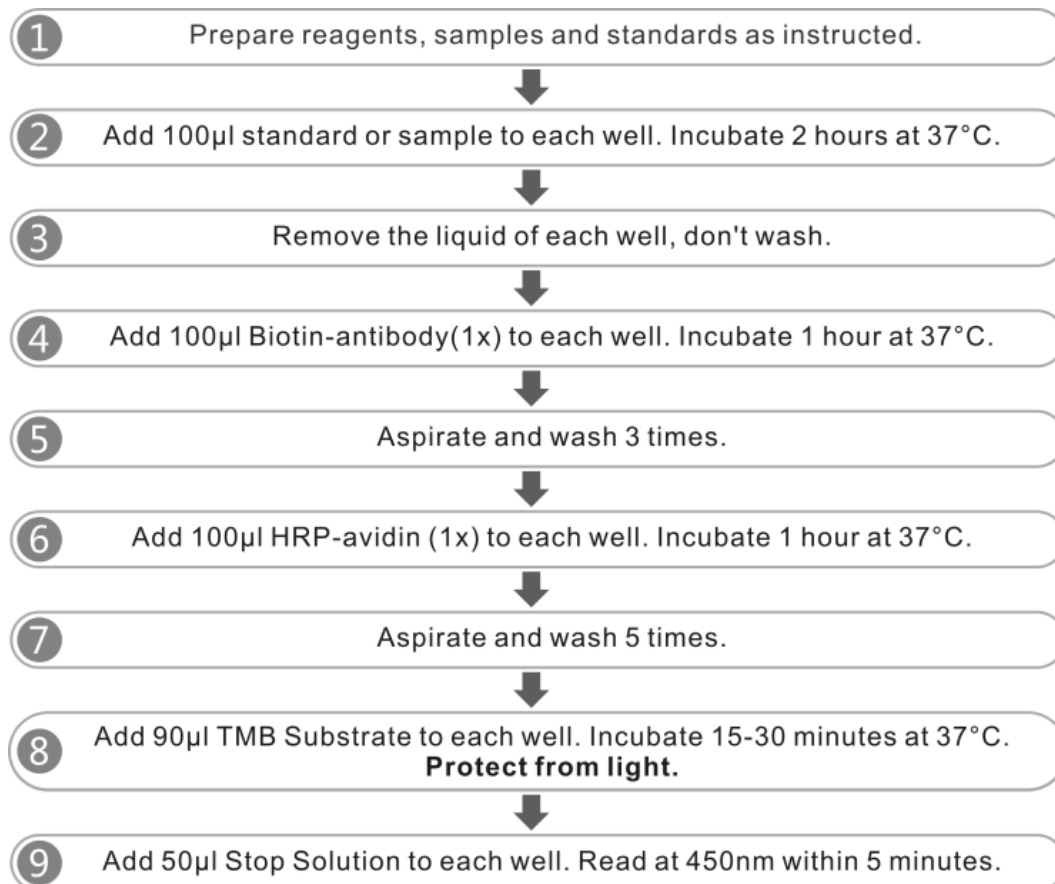 1 Prepare reagents, samples and standards as instructed.
2 Add 100µl standard or sample to each well. Incubate 2 hours at 37°C.
3 Remove the liquid of each well, don't wash.
4 Add 100µl Biotin-antibody(1x) to each well. Incubate 1 hour at 37°C.
5 Aspirate and wash 3 times.
6 Add 100µl HRP-avidin (1x) to each well. Incubate 1 hour at 37°C.
7 Aspirate and wash 5 times.
8 Add 90µl TMB Substrate to each well. Incubate 15-30 minutes at 37°C.
Protect from light.
9 Add 50µl Stop Solution to each well. Read at 450nm within 5 minutes.